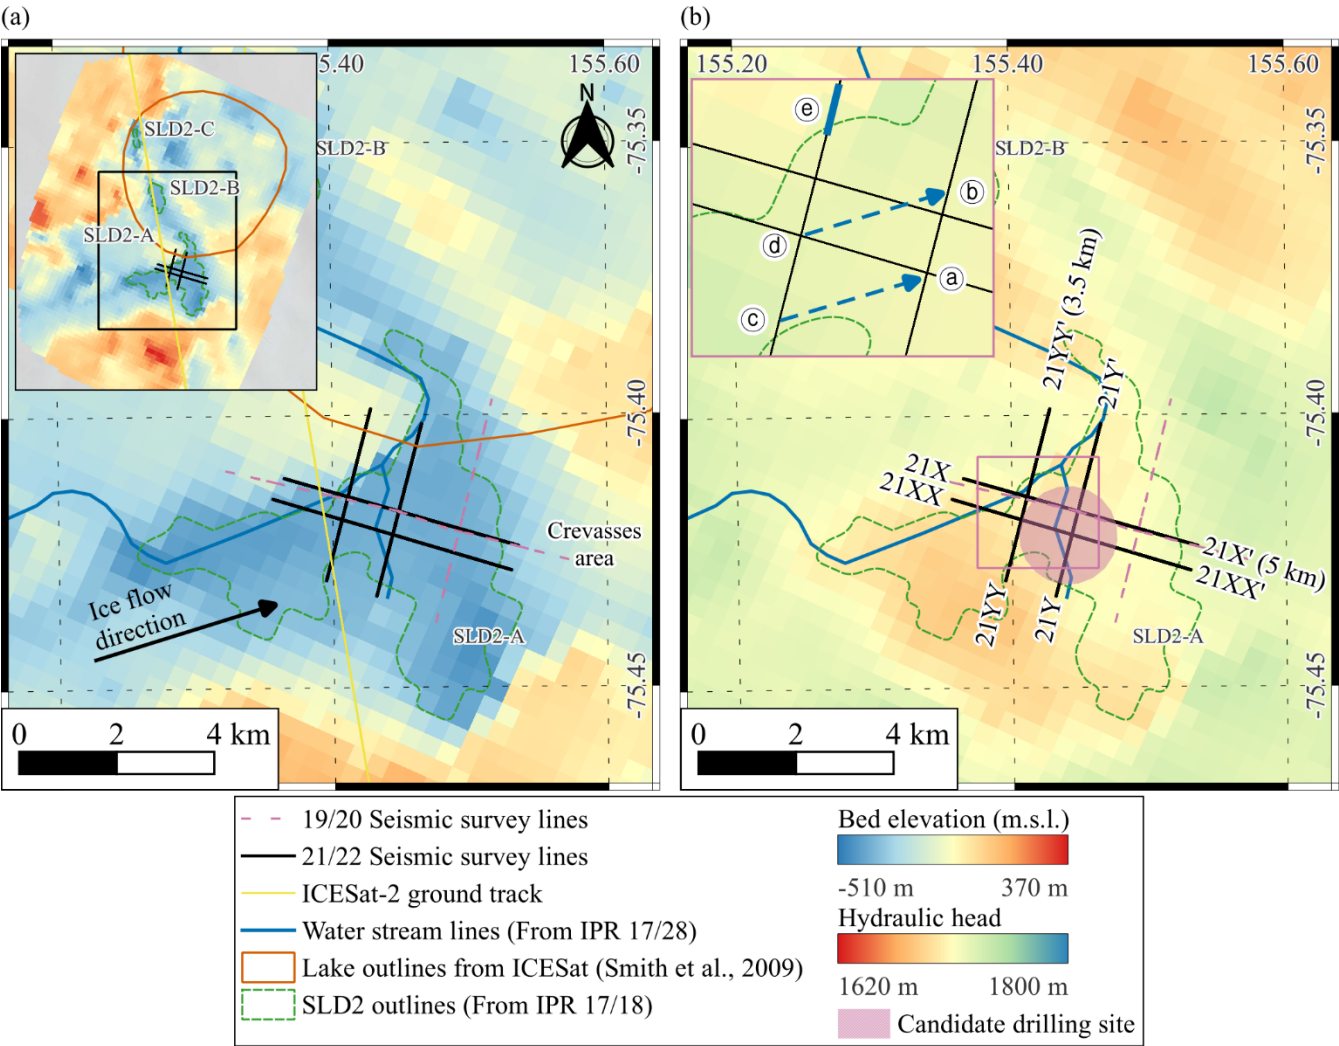 (a)
155.40
155.60
N
-75.35
SLD2-C
SLD2-B
SLD2-B
SLD2-A
-75.40
Crevasses
area
Ice flow
direction
SLD2-A
-75.45
0 2 4 km
(b)
155.20
155.40
155.60
-75.35
SLD2-B
e
b
d
a
c
21YY' (3.5 km)
21Y'
-75.40
21X
21XX
21X' (5 km)
21XX'
21YY
21Y
SLD2-A
-75.45
0 2 4 km
19/20 Seismic survey lines
21/22 Seismic survey lines
ICESat-2 ground track
Water stream lines (From IPR 17/28)
Lake outlines from ICESat (Smith et al., 2009)
SLD2 outlines (From IPR 17/18)
Bed elevation (m.s.l.)
-510 m 370 m
Hydraulic head
1620 m 1800 m
Candidate drilling site